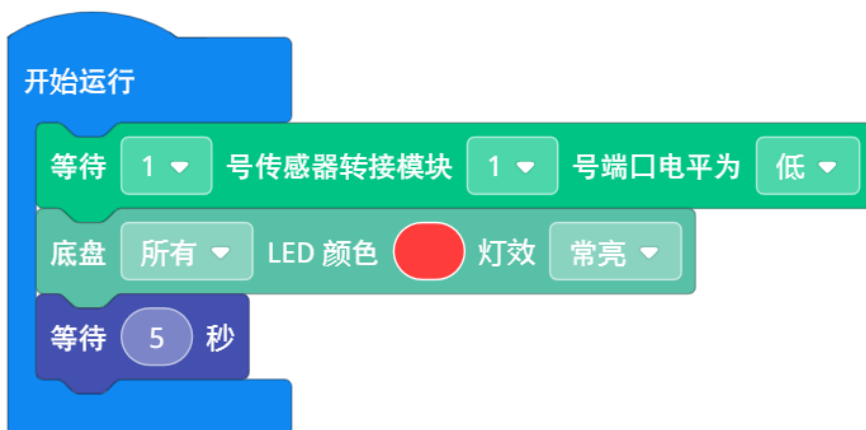 开始运行
等待 1 号传感器转接模块 1 号端口电平为 低
底盘 所有 LED 颜色 灯效 常亮
等待 5 秒